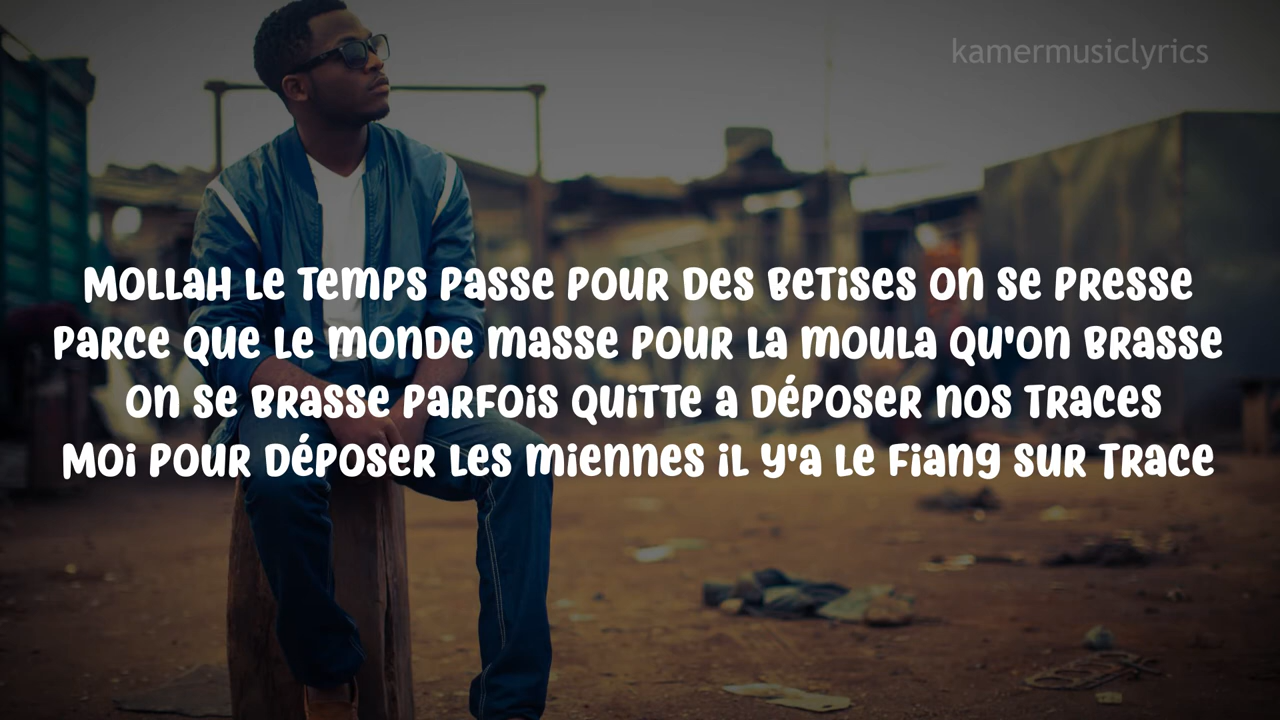 kamermusiclyrics
Mollah le temps passe pour des betises on se presse
Parce que le monde masse pour la moula qu'on brasse
On se brasse parfois quitte a déposer nos traces
Moi pour déposer les miennes il y'a le fiang sur trace